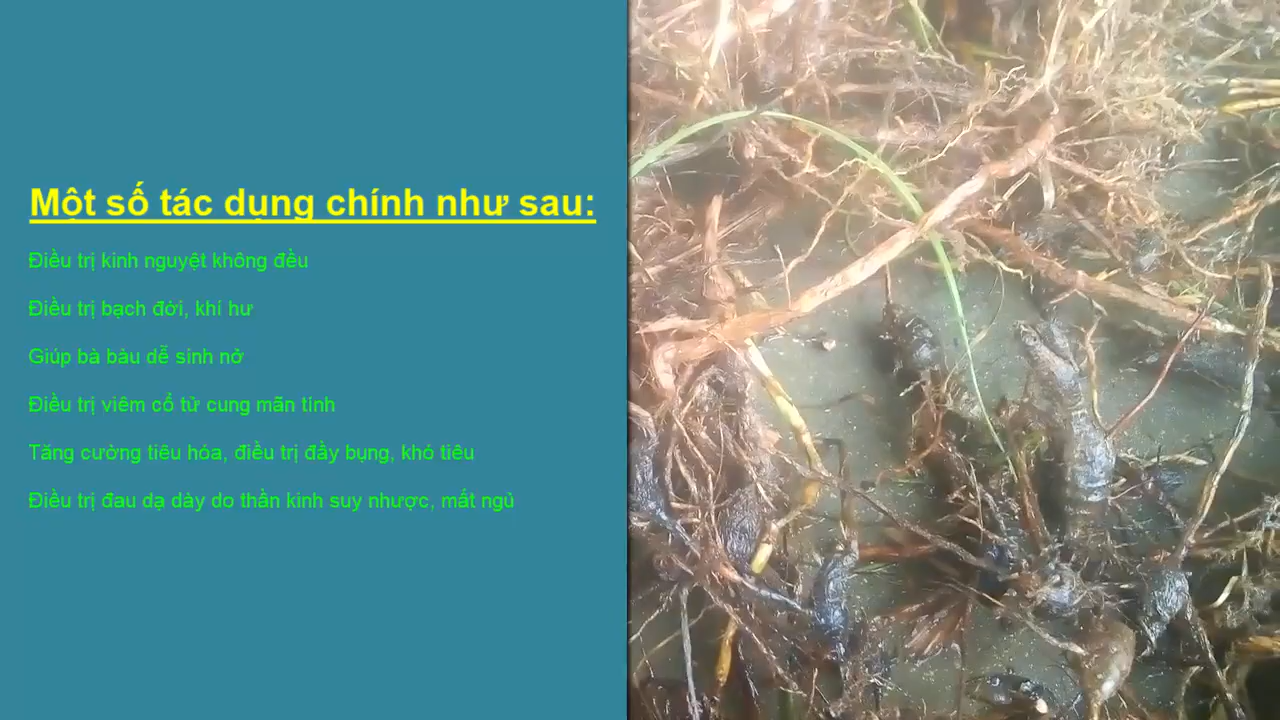 Một số tác dụng chính như sau:
Điều trị kinh nguyệt không đều
Điều trị bạch đới, khí hư
Giúp bà bàu dễ sinh nở
Điều trị viêm cổ tử cung mãn tính
Tăng cường tiêu hóa, điều trị đầy bụng, khó tiêu
Điều trị đau dạ dày do thần kinh suy nhược, mất ngủ